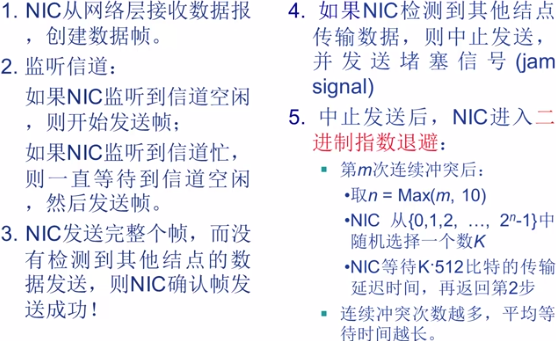 1. NIC从网络层接收数据报
，创建数据帧。
2. 监听信道：
如果NIC监听到信道空闲
，则开始发送帧；
如果NIC监听到信道忙，
则一直等待到信道空闲
，然后发送帧。
3. NIC发送完整个帧，而没
有检测到其他结点的数
据发送，则NIC确认帧发
送成功！
4. 如果NIC检测到其他结点
传输数据，则中止发送，
并发送堵塞信号(jam
signal)
5. 中止发送后，NIC进入二
进制指数退避：
▪ 第m次连续冲突后：
•取n = Max(m, 10)
•NIC 从{0,1,2, …, 2ⁿ-1}中
随机选择一个数K
•NIC等待K·512比特的传输
延迟时间，再返回第2步
▪ 连续冲突次数越多，平均等
待时间越长。